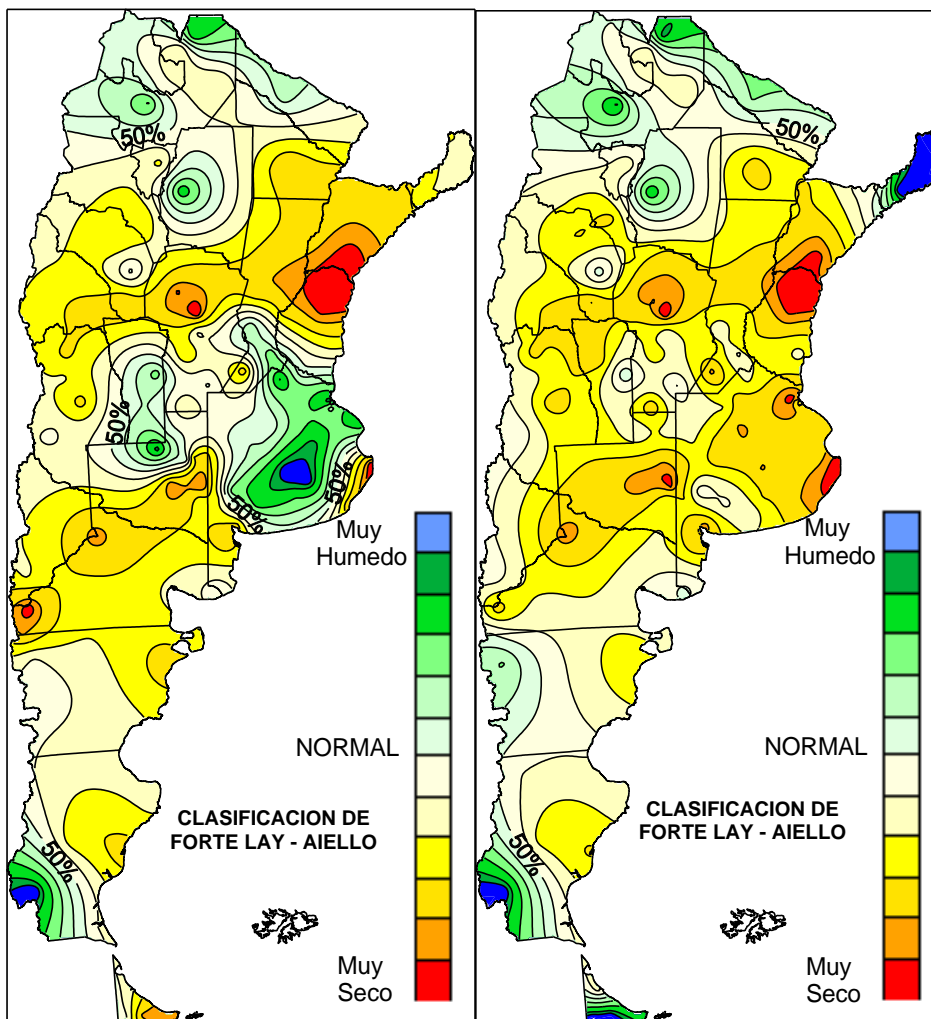 50%
50%
50%
50%
50%
Muy
Humedo
NORMAL
CLASIFICACION DE
FORTE LAY - AIELLO
Muy
Seco
50%
50%
Muy
Humedo
NORMAL
CLASIFICACION DE
FORTE LAY - AIELLO
Muy
Seco